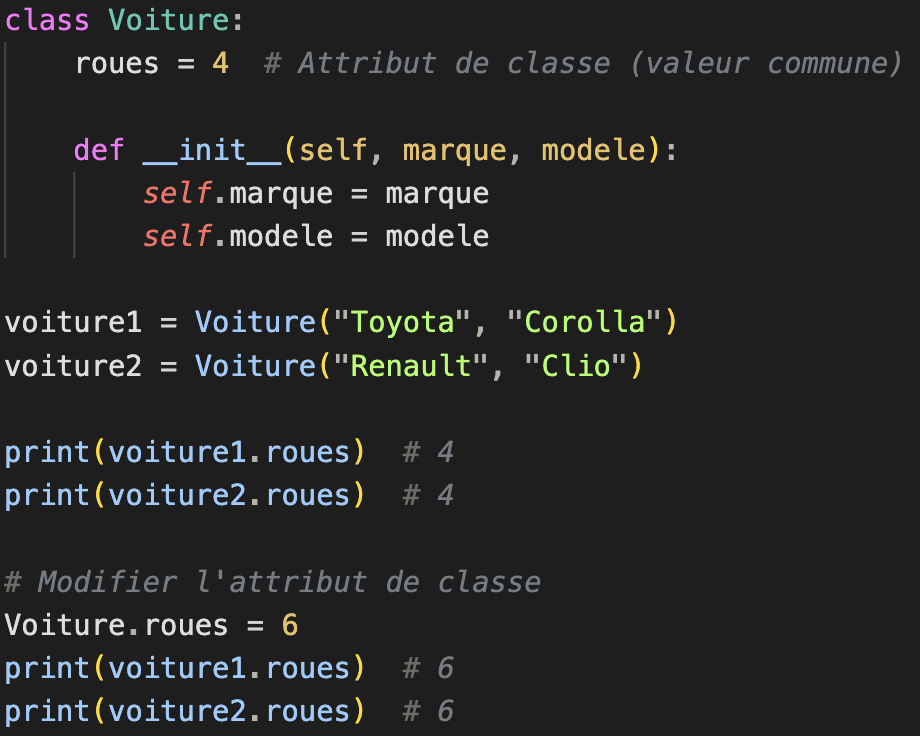 class Voiture:
    roues = 4  # Attribut de classe (valeur commune)
    def __init__(self, marque, modele):
        self.marque = marque
        self.modele = modele
voiture1 = Voiture("Toyota", "Corolla")
voiture2 = Voiture("Renault", "Clio")
print(voiture1.roues)  # 4
print(voiture2.roues)  # 4
# Modifier l'attribut de classe
Voiture.roues = 6
print(voiture1.roues)  # 6
print(voiture2.roues)  # 6